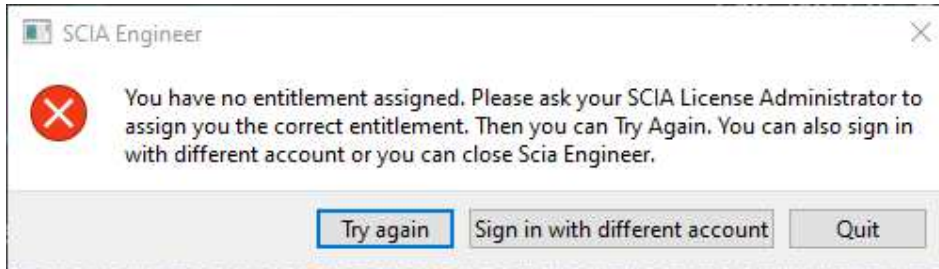 SCIA Engineer
You have no entitlement assigned. Please ask your SCIA License Administrator to
assign you the correct entitlement. Then you can Try Again. You can also sign in
with different account or you can close Scia Engineer.
Try again
Sign in with different account
Quit